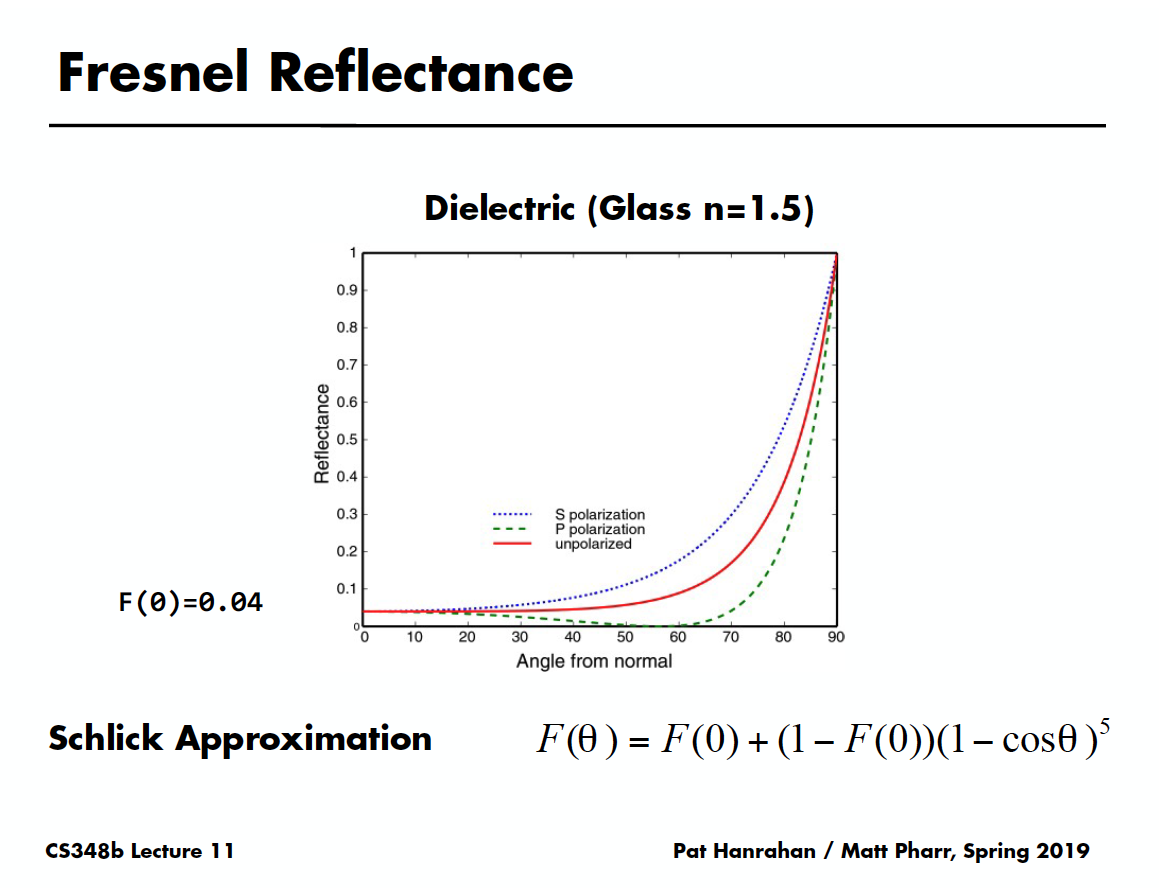 Fresnel Reflectance
Dielectric (Glass n=1.5)
1
0.9
0.8
0.7
0.6
0.5
0.4
0.3
0.2
0.1
0
Reflectance
S polarization
P polarization
unpolarized
0 10 20 30 40 50 60 70 80 90
Angle from normal
F(0)=0.04
Schlick Approximation F(θ) = F(0) + (1 − F(0))(1 − cosθ)⁵
CS348b Lecture 11 Pat Hanrahan / Matt Pharr, Spring 2019